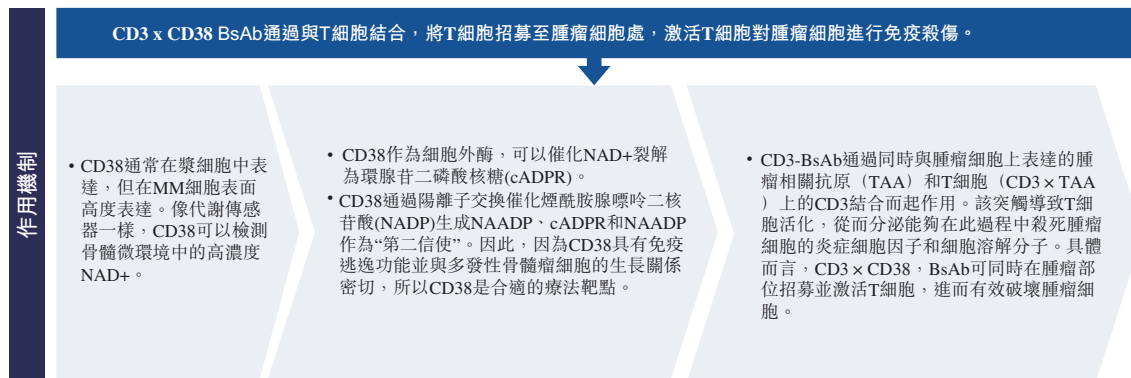 CD3 x CD38 BsAb通過與T細胞結合，將T細胞招募至腫瘤細胞處，激活T細胞對腫瘤細胞進行免疫殺傷。
作用機制
• CD38通常在漿細胞中表
達，但在MM細胞表面
高度表達。像代謝傳感
器一樣，CD38可以檢測
骨髓微環境中的高濃度
NAD+。
• CD38作為細胞外酶，可以催化NAD+裂解
為環腺苷二磷酸核糖(cADPR)。
• CD38通過陽離子交換催化煙酰胺腺嘌呤二核
苷酸(NADP)生成NAADP、cADPR和NAADP
作為“第二信使”。因此，因為CD38具有免疫
逃逸功能並與多發性骨髓瘤細胞的生長關係
密切，所以CD38是合適的療法靶點。
• CD3-BsAb通過同時與腫瘤細胞上表達的腫
瘤相關抗原（TAA）和T細胞（CD3 × TAA
）上的CD3結合而起作用。該突觸導致T細
胞活化，從而分泌能夠在此過程中殺死腫瘤
細胞的炎症細胞因子和細胞溶解分子。具體
而言，CD3 × CD38，BsAb可同時在腫瘤部
位招募並激活T細胞，進而有效破壞腫瘤細
胞。